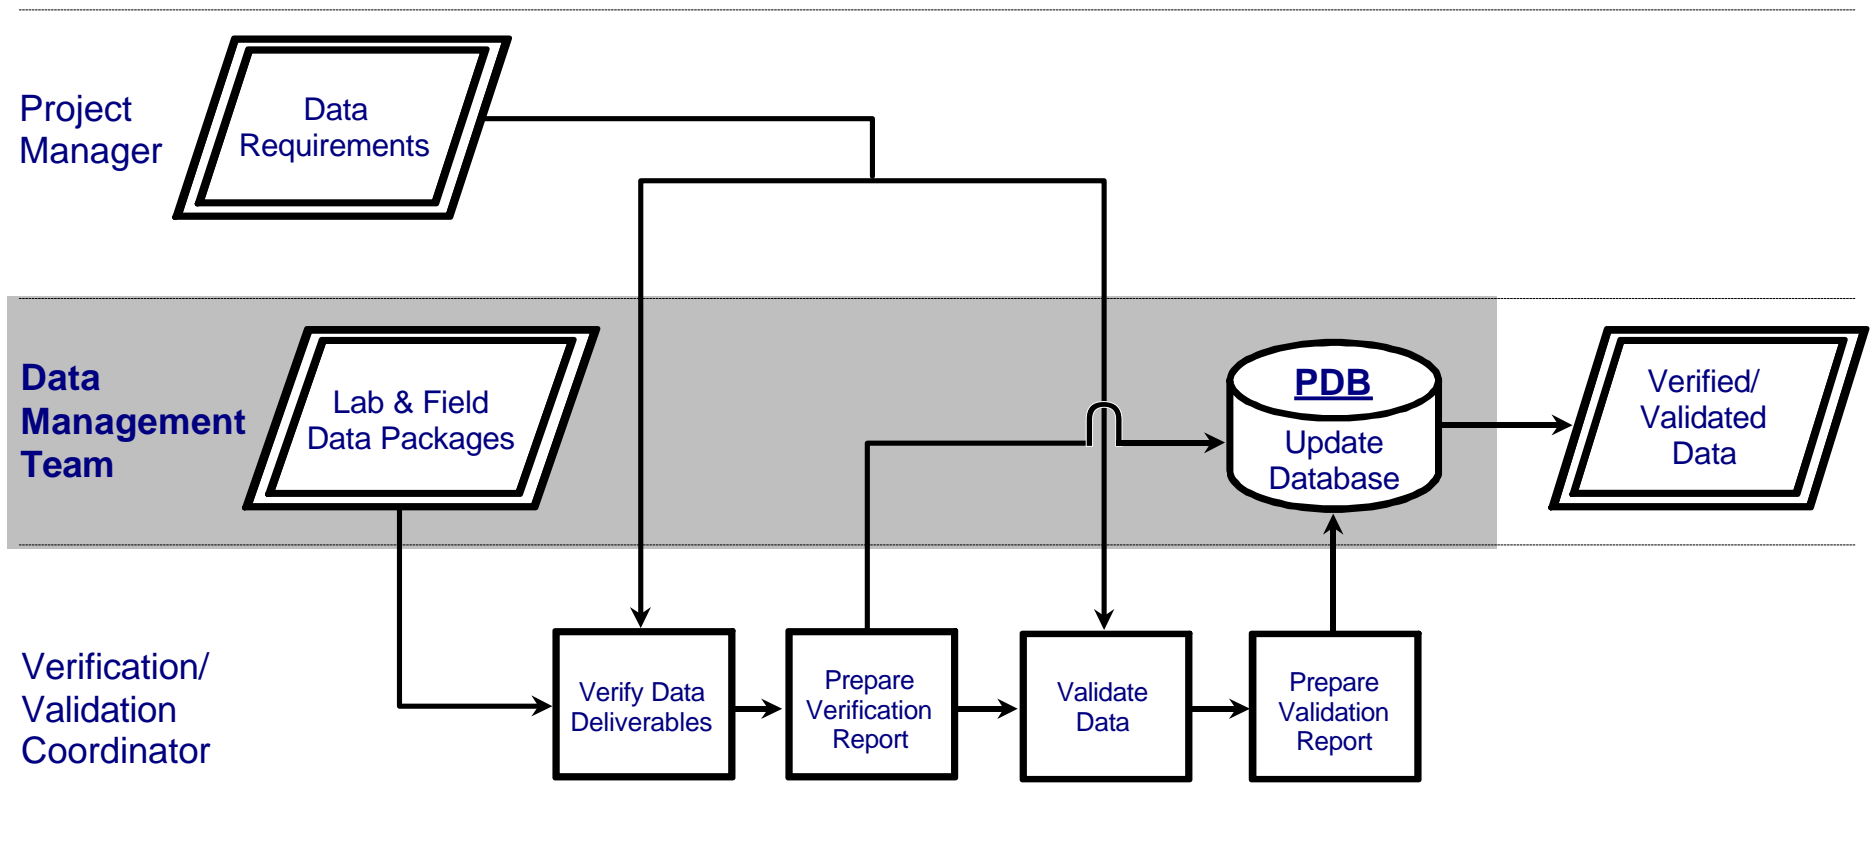 Project
Manager
Data
Requirements
Data
Management
Team
Lab & Field
Data Packages
PDB
Update
Database
Verified/
Validated
Data
Verification/
Validation
Coordinator
Verify Data
Deliverables
Prepare
Verification
Report
Validate
Data
Prepare
Validation
Report